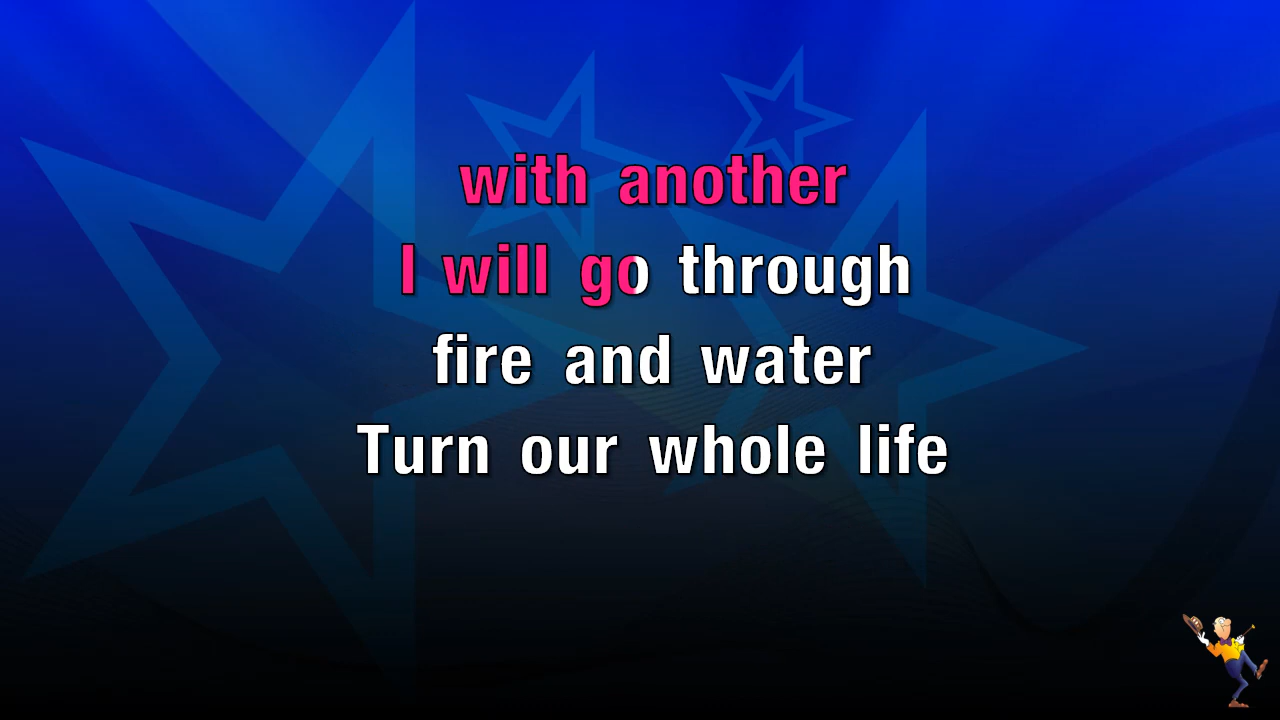 with another
I will go through
fire and water
Turn our whole life